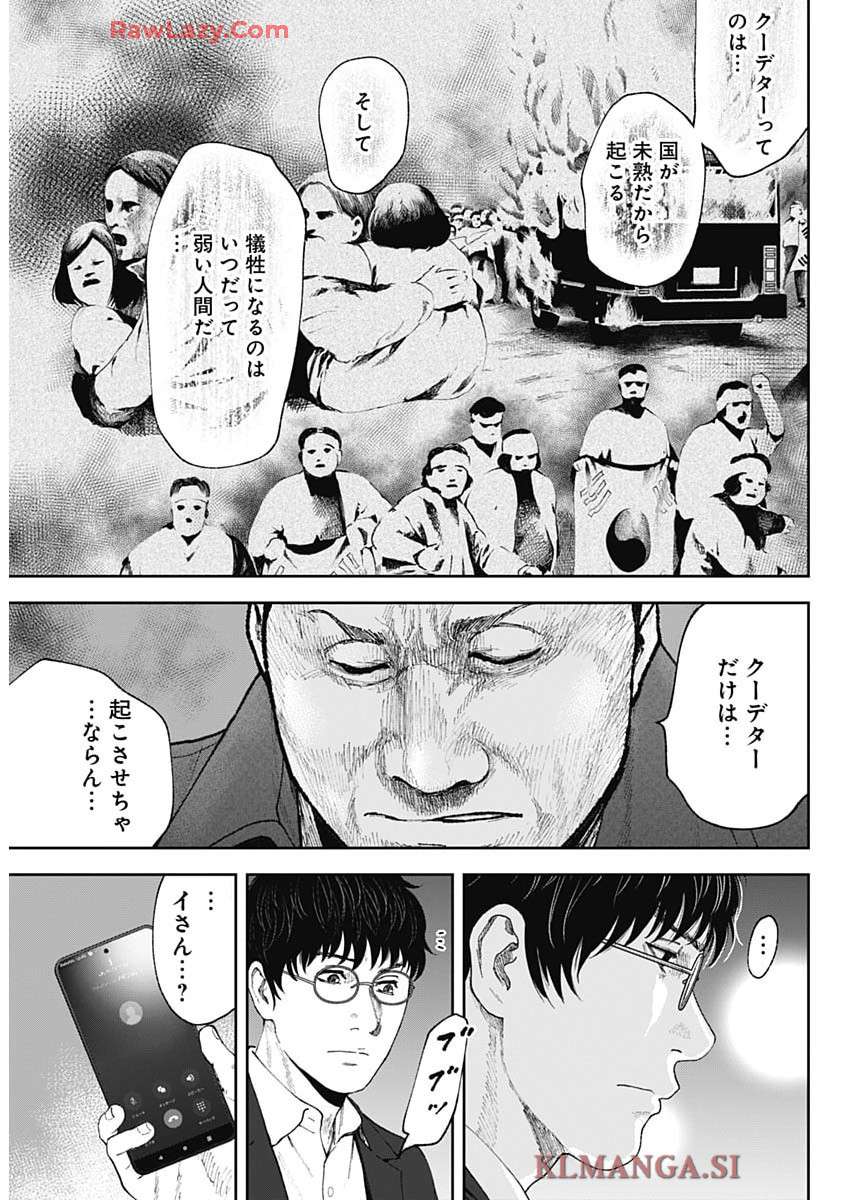 RawLazy.Com
クーデターって
のは…
国が
未熟だから
起こる
そして
犠牲になるのは
いつだって
弱い人間だ
…
クーデター
だけは…
起こさせちゃ
…ならん…
…
…
ブブッ
…
イさん…?
KLMANGA.SI